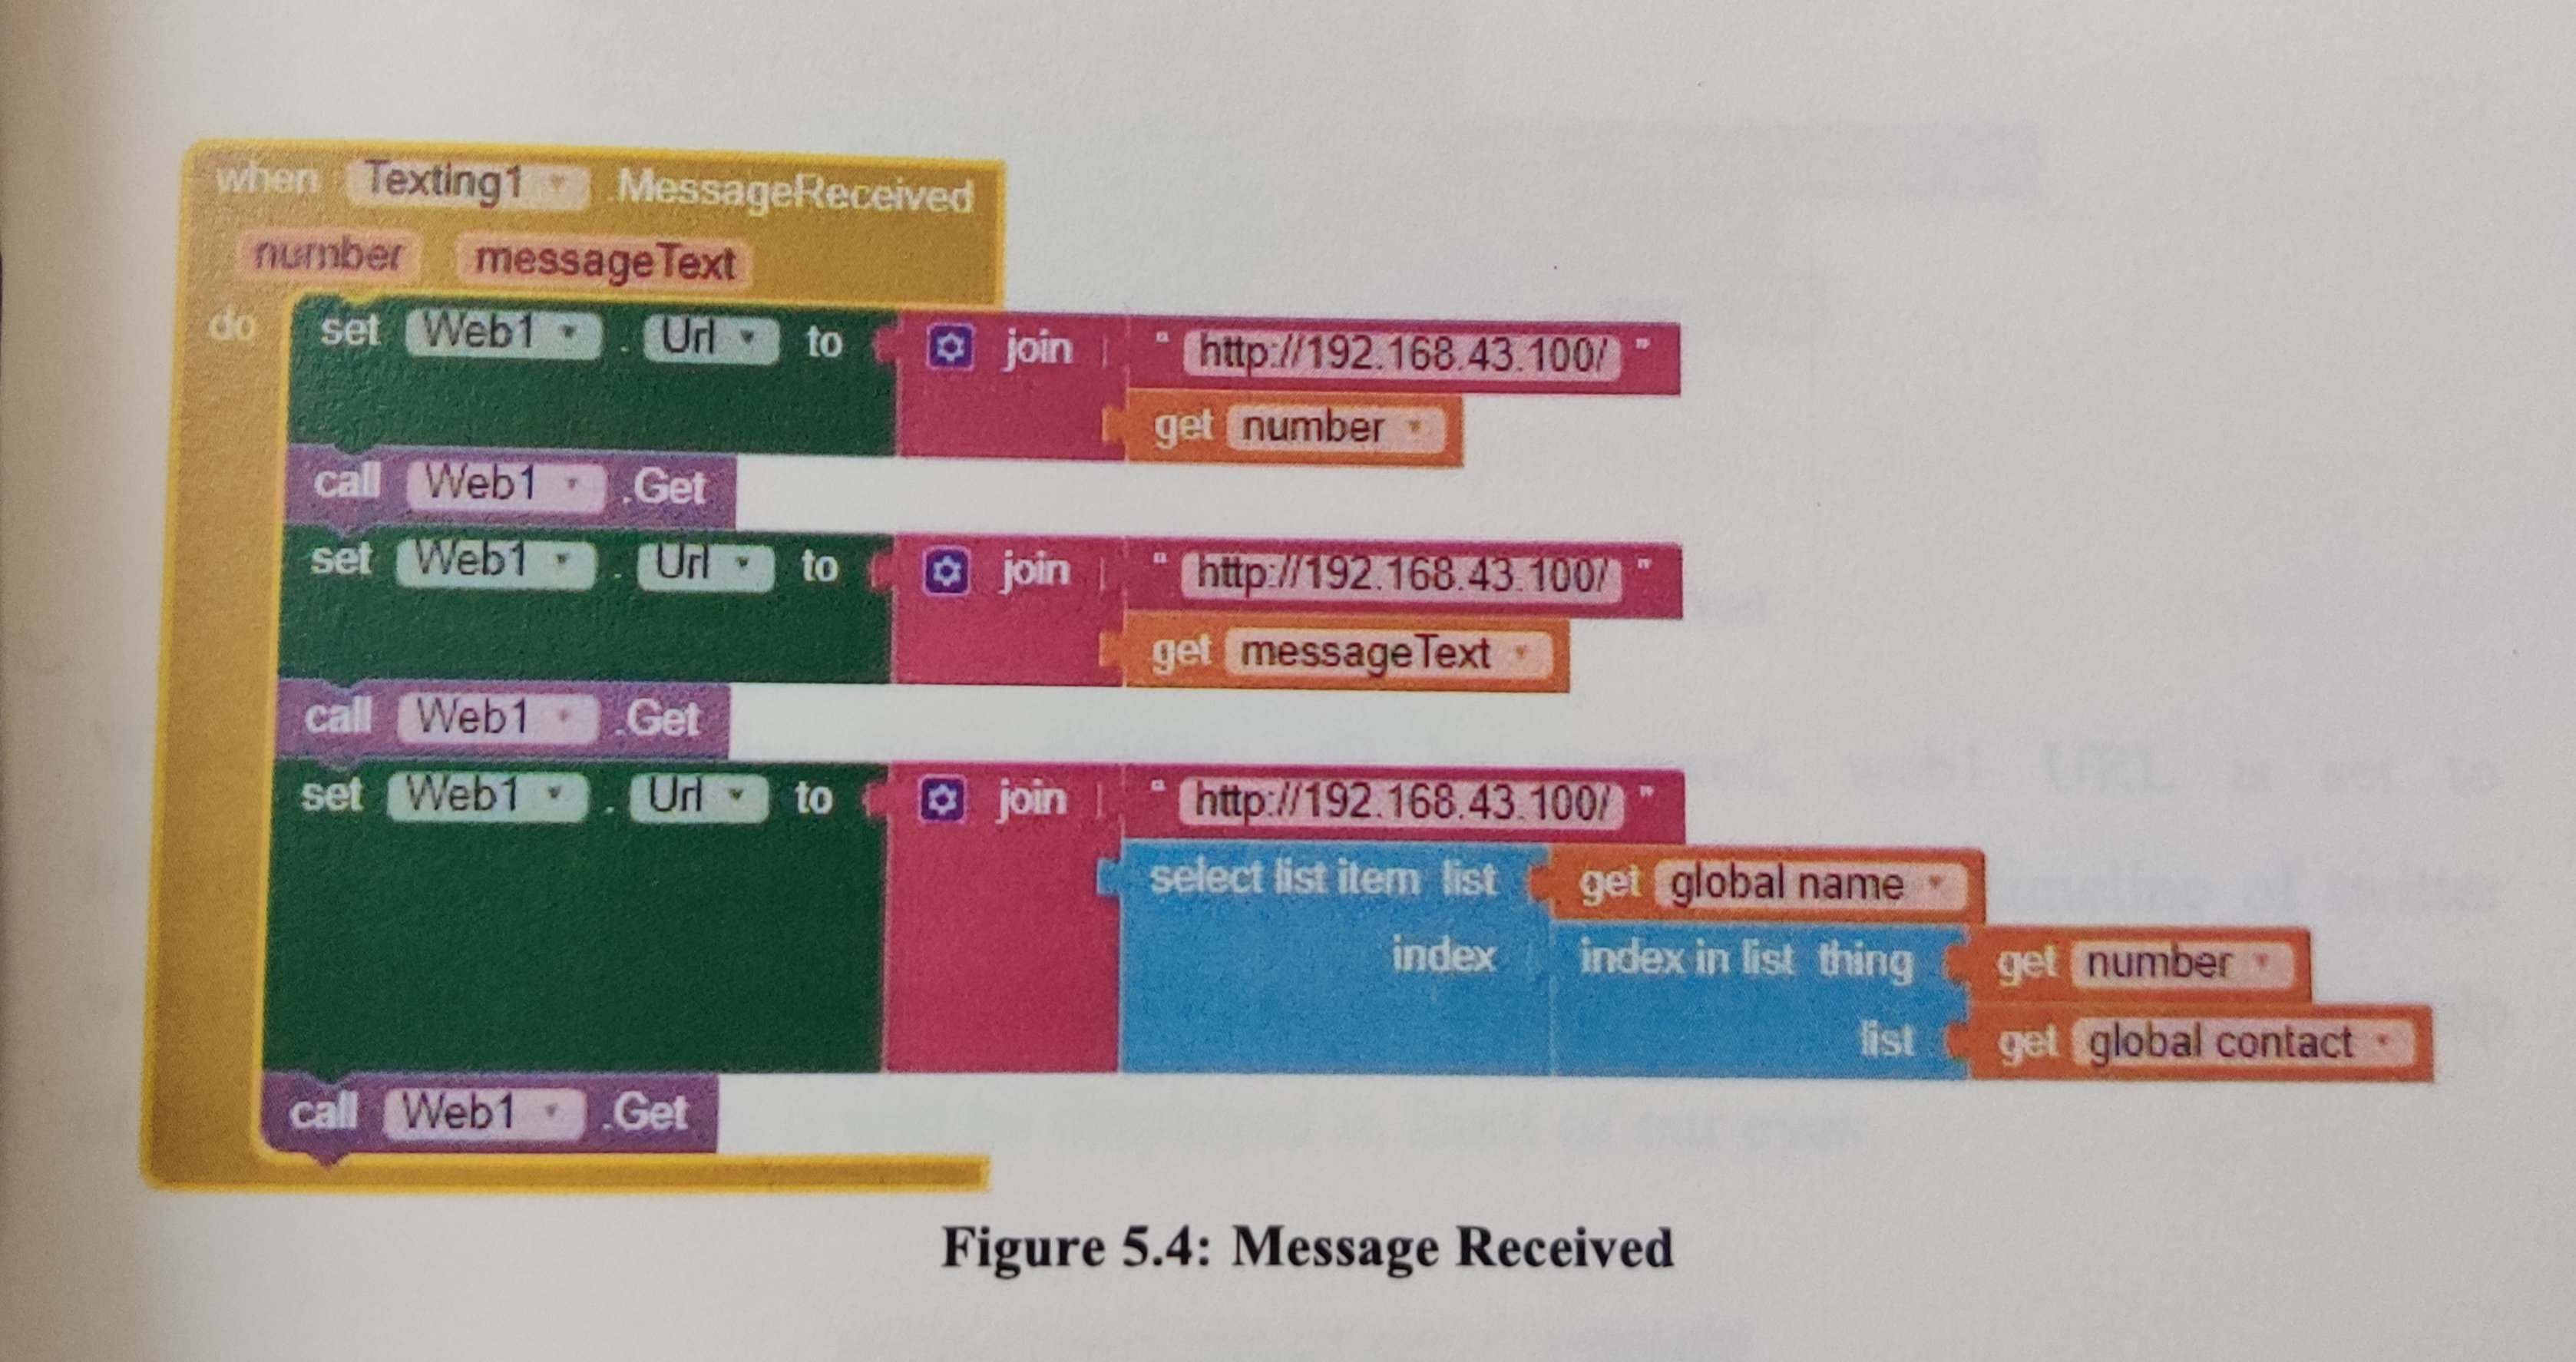 when Texting1 .MessageReceived
number messageText
do set Web1 . Url to join " http://192.168.43.100/ "
get number
call Web1 .Get
set Web1 . Url to join " http://192.168.43.100/ "
get messageText
call Web1 .Get
set Web1 . Url to join " http://192.168.43.100/ "
select list item list get global name
index index in list thing get number
list get global contact
call Web1 .Get
Figure 5.4: Message Received